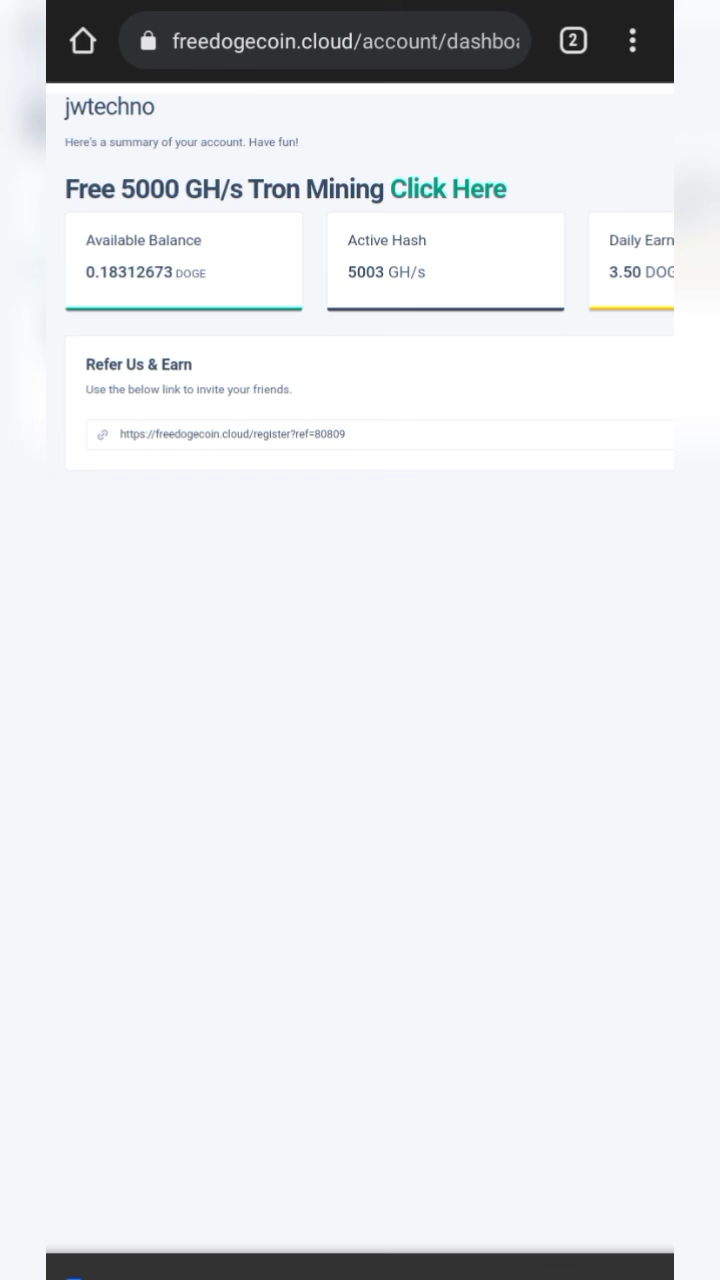 freedogecoin.cloud/account/dashboa
2
jwtechno
Here's a summary of your account. Have fun!
Free 5000 GH/s Tron Mining Click Here
Available Balance
0.18312673 DOGE
Active Hash
5003 GH/s
Daily Earn
3.50 DOG
Refer Us & Earn
Use the below link to invite your friends.
https://freedogecoin.cloud/register?ref=80809